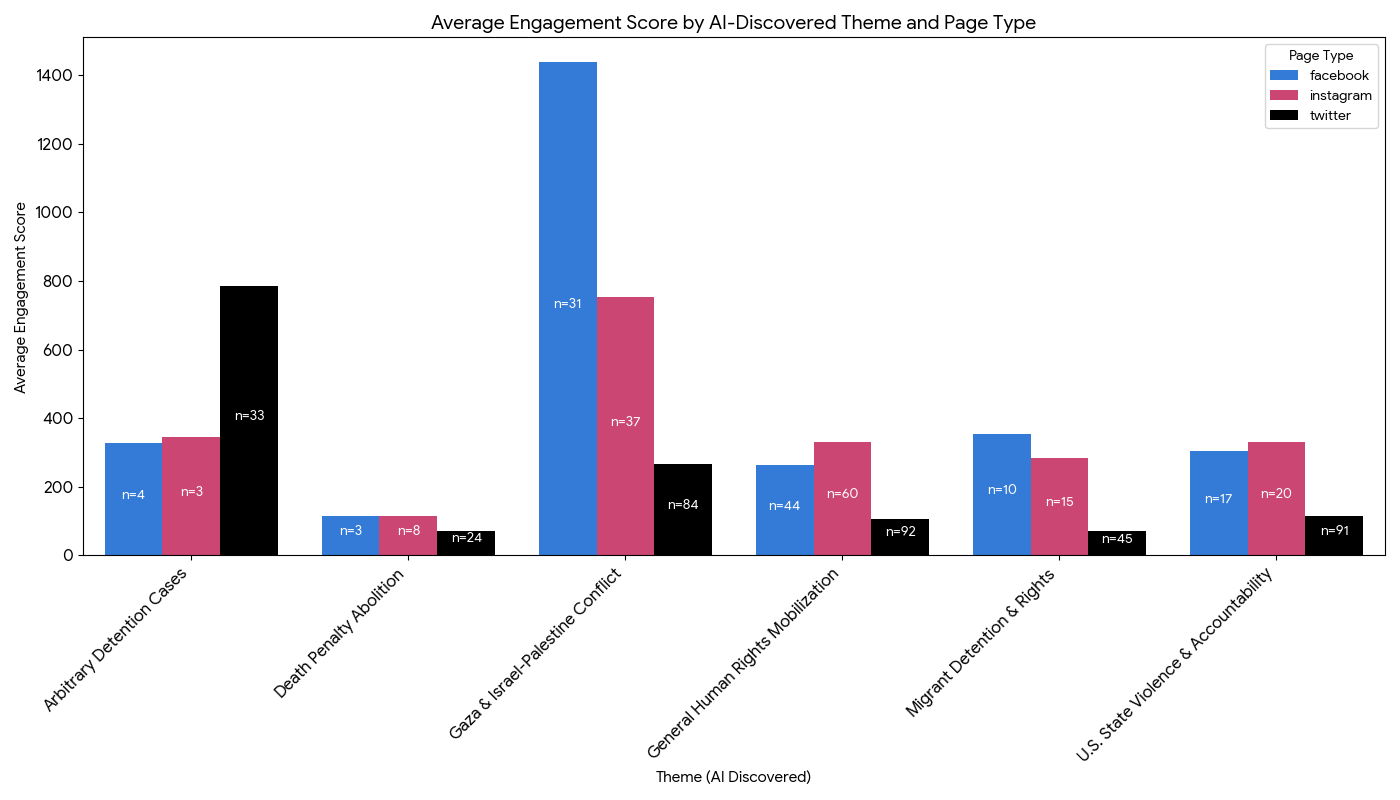 Average Engagement Score by AI-Discovered Theme and Page Type
Page Type
facebook
instagram
twitter
Average Engagement Score
1400
1200
1000
800
600
400
200
0
n=4
n=3
n=33
n=3
n=8
n=24
n=31
n=37
n=84
n=44
n=60
n=92
n=10
n=15
n=45
n=17
n=20
n=91
Arbitrary Detention Cases
Death Penalty Abolition
Gaza & Israel-Palestine Conflict
General Human Rights Mobilization
Migrant Detention & Rights
U.S. State Violence & Accountability
Theme (AI Discovered)